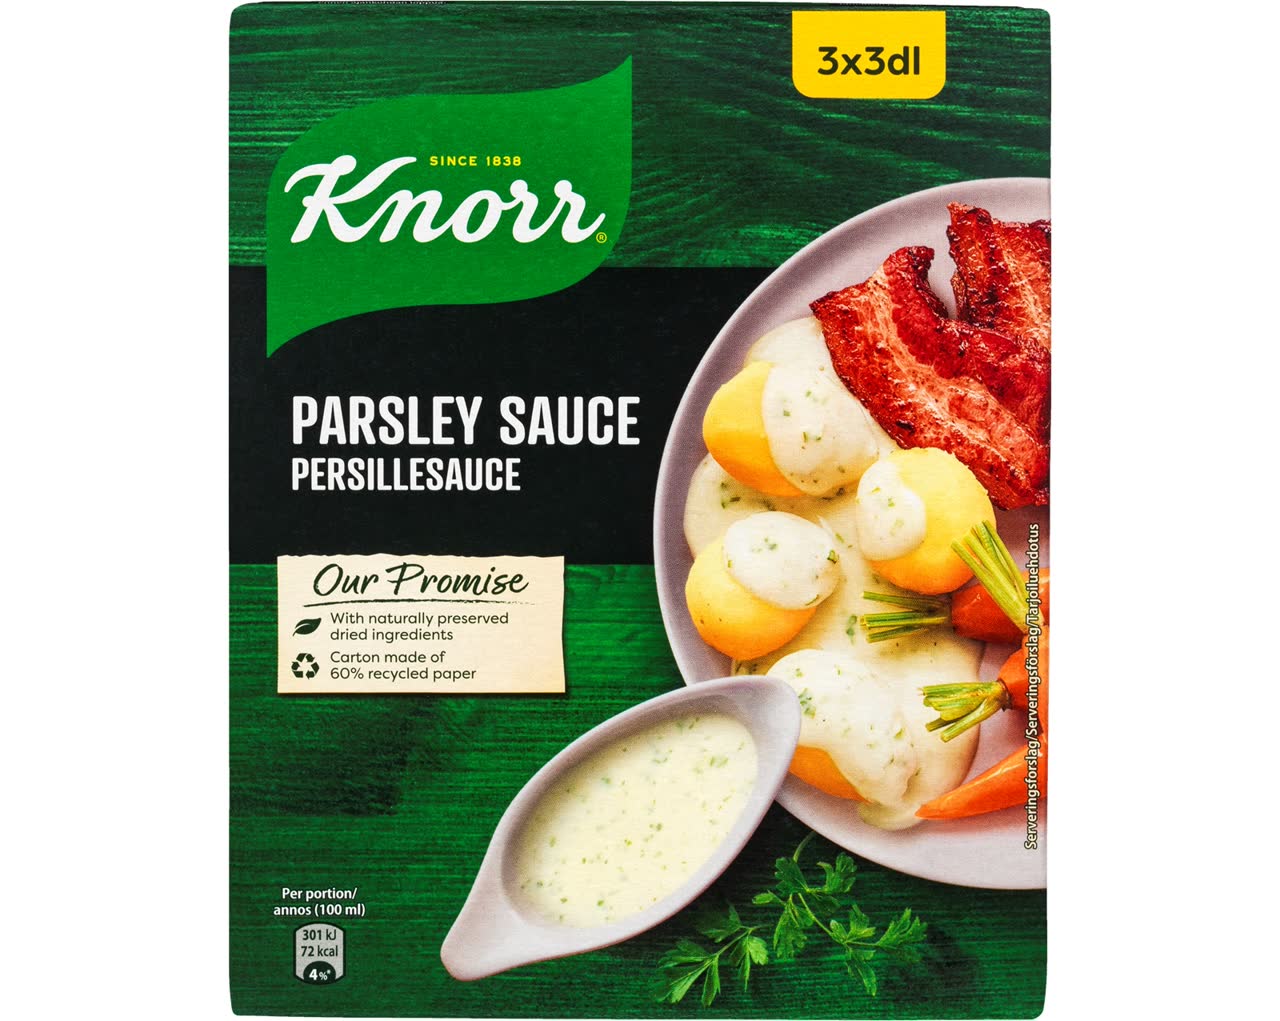 3x3dl
SINCE 1838
Knorr®
PARSLEY SAUCE
PERSILLESAUCE
Our Promise
With naturally preserved
dried ingredients
Carton made of
60% recycled paper
Serveringsforslag/Serveringsförslag/Tarjoiluehdotus
Per portion/
annos (100 ml)
301 kJ
72 kcal
4%*